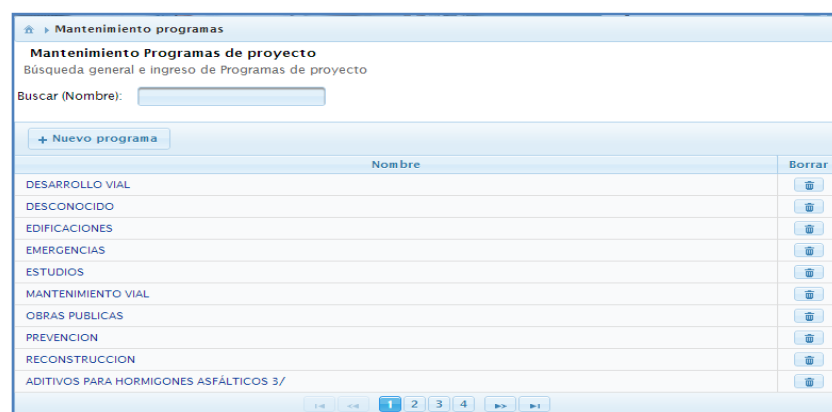 Mantenimiento programas
Mantenimiento Programas de proyecto
Búsqueda general e ingreso de Programas de proyecto
Buscar (Nombre):
+ Nuevo programa
Nombre Borrar
DESARROLLO VIAL
DESCONOCIDO
EDIFICACIONES
EMERGENCIAS
ESTUDIOS
MANTENIMIENTO VIAL
OBRAS PUBLICAS
PREVENCION
RECONSTRUCCION
ADITIVOS PARA HORMIGONES ASFÁLTICOS 3/
1 2 3 4